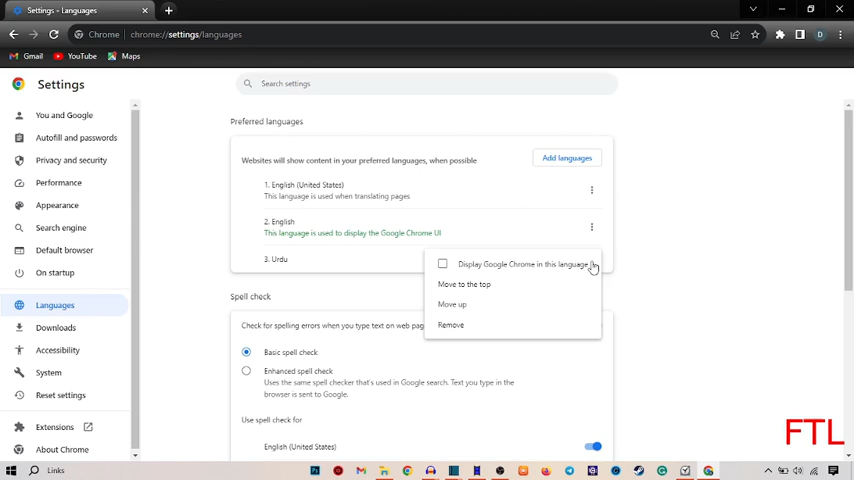 Settings - Languages
Chrome
chrome://settings/languages
Gmail
YouTube
Maps
D
Settings
Search settings
You and Google
Autofill and passwords
Privacy and security
Performance
Appearance
Search engine
Default browser
On startup
Languages
Downloads
Accessibility
System
Reset settings
Extensions
About Chrome
Preferred languages
Websites will show content in your preferred languages, when possible
Add languages
1. English (United States)
This language is used when translating pages
2. English
This language is used to display the Google Chrome UI
3. Urdu
Display Google Chrome in this language
Move to the top
Move up
Remove
Spell check
Check for spelling errors when you type text on web pag
Basic spell check
Enhanced spell check
Uses the same spell checker that's used in Google search. Text you type in the
browser is sent to Google.
Use spell check for
English (United States)
FTL
Links